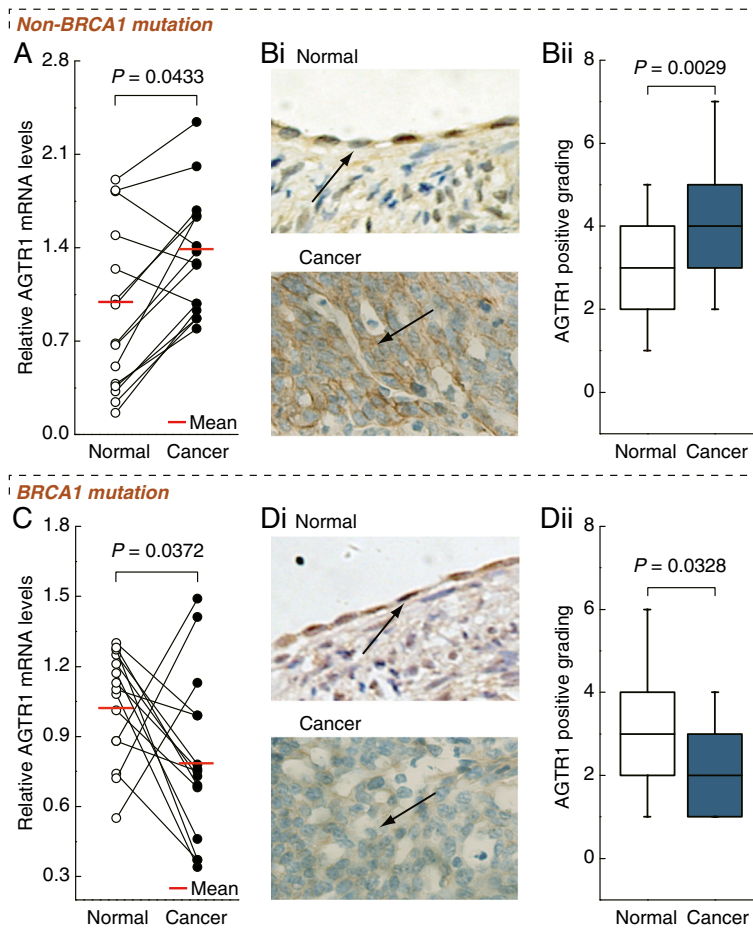 Non-BRCA1 mutation
A
P = 0.0433
Relative AGTR1 mRNA levels
2.8
2.1
1.4
0.7
0.0
Normal
Cancer
Mean
Bi
Normal
Cancer
Bii
P = 0.0029
AGTR1 positive grading
8
6
4
2
0
Normal
Cancer
BRCA1 mutation
C
P = 0.0372
Relative AGTR1 mRNA levels
1.8
1.5
1.2
0.9
0.6
0.3
Normal
Cancer
Mean
Di
Normal
Cancer
Dii
P = 0.0328
AGTR1 positive grading
8
6
4
2
0
Normal
Cancer